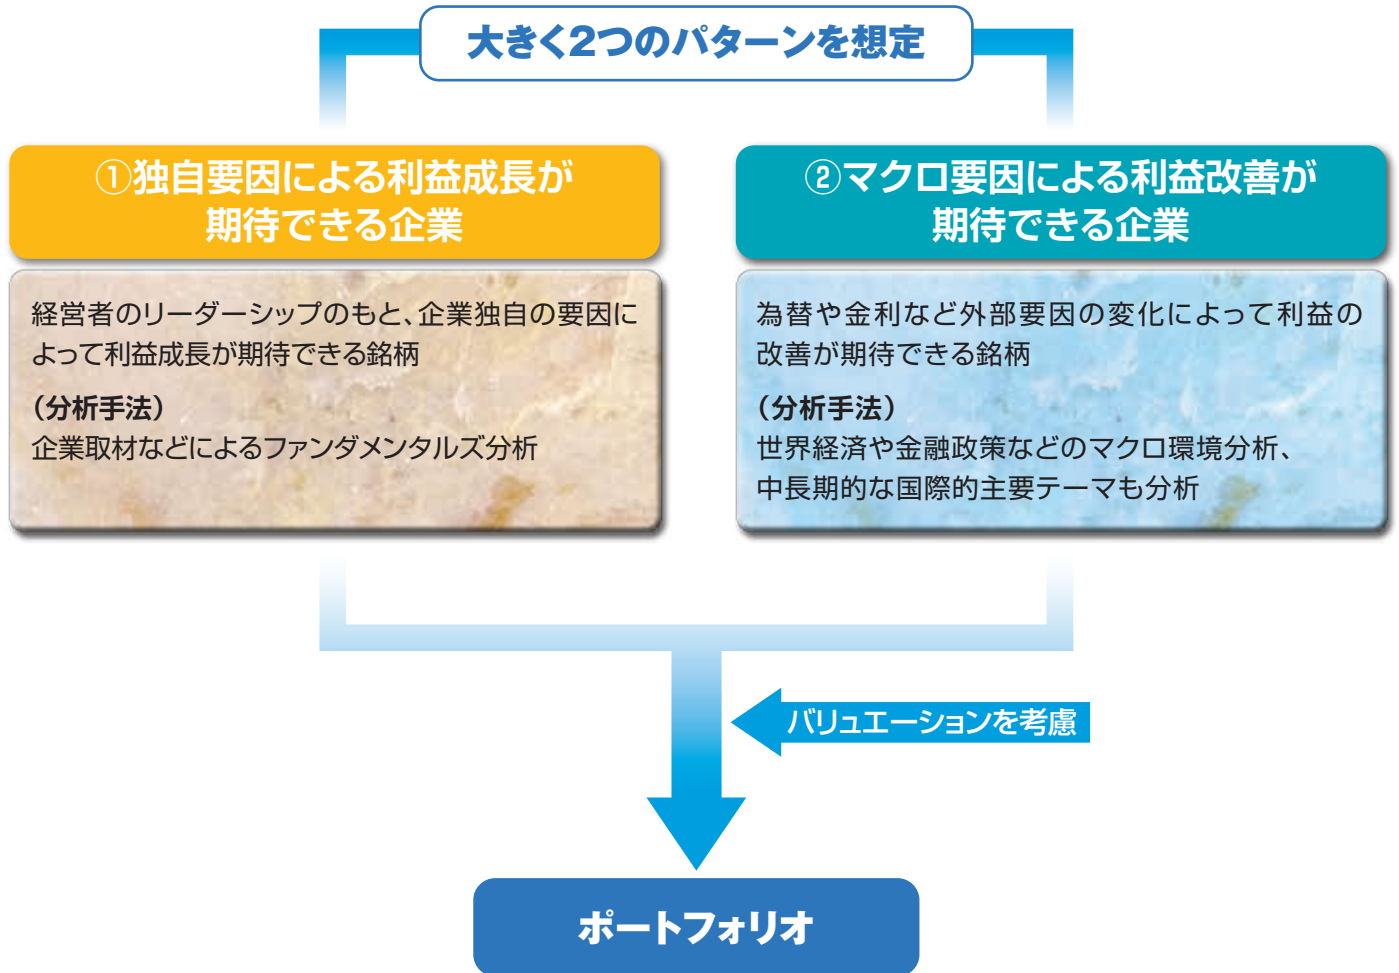 大きく2つのパターンを想定
①独自要因による利益成長が
期待できる企業
経営者のリーダーシップのもと、企業独自の要因に
よって利益成長が期待できる銘柄
（分析手法）
企業取材などによるファンダメンタルズ分析
②マクロ要因による利益改善が
期待できる企業
為替や金利など外部要因の変化によって利益の
改善が期待できる銘柄
（分析手法）
世界経済や金融政策などのマクロ環境分析、
中長期的な国際的主要テーマも分析
バリュエーションを考慮
ポートフォリオ